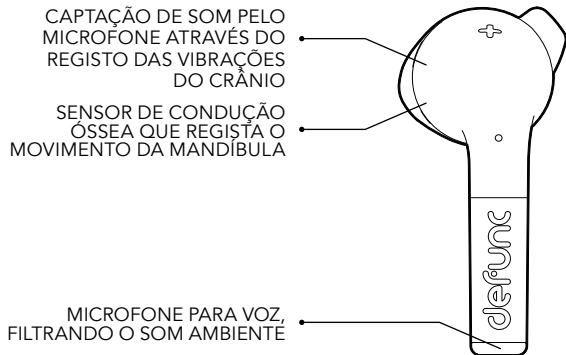 CAPTAÇÃO DE SOM PELO
MICROFONE ATRAVÉS DO
REGISTO DAS VIBRAÇÕES
DO CRÂNIO
SENSOR DE CONDUÇÃO
ÓSSEA QUE REGISTA O
MOVIMENTO DA MANDÍBULA
MICROFONE PARA VOZ,
FILTRANDO O SOM AMBIENTE
defunc